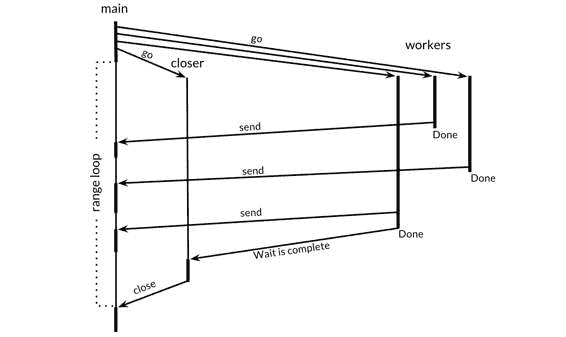 main
go
workers
go
closer
send
Done
send
Done
range loop
send
Done
Wait is complete
close